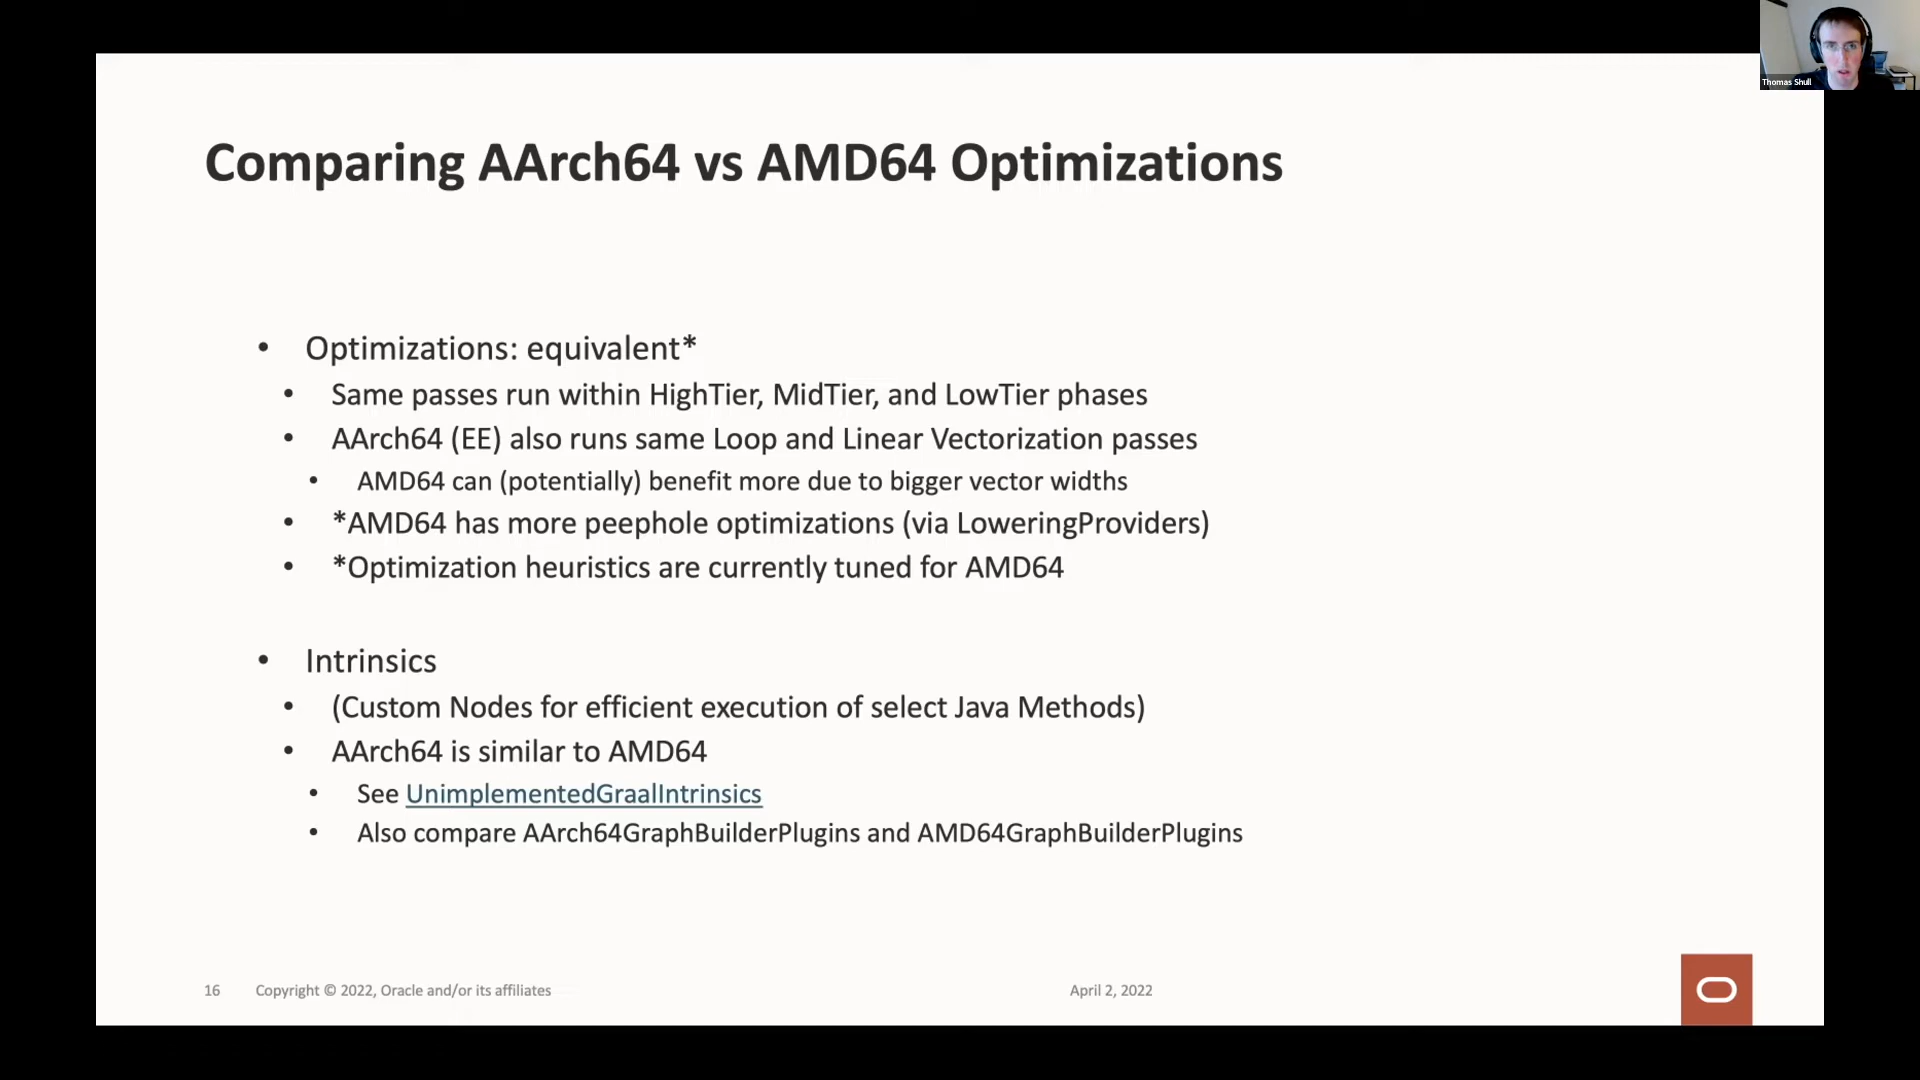 Thomas Shull
Comparing AArch64 vs AMD64 Optimizations
• Optimizations: equivalent*
• Same passes run within HighTier, MidTier, and LowTier phases
• AArch64 (EE) also runs same Loop and Linear Vectorization passes
• AMD64 can (potentially) benefit more due to bigger vector widths
• *AMD64 has more peephole optimizations (via LoweringProviders)
• *Optimization heuristics are currently tuned for AMD64
• Intrinsics
• (Custom Nodes for efficient execution of select Java Methods)
• AArch64 is similar to AMD64
• See UnimplementedGraalIntrinsics
• Also compare AArch64GraphBuilderPlugins and AMD64GraphBuilderPlugins
16 Copyright © 2022, Oracle and/or its affiliates April 2, 2022